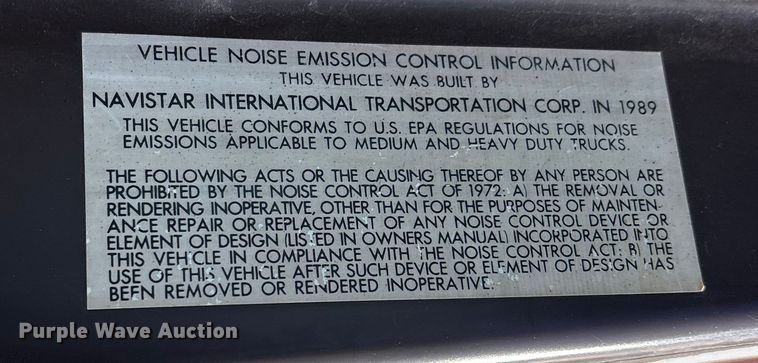 VEHICLE NOISE EMISSION CONTROL INFORMATION
THIS VEHICLE WAS BUILT BY
NAVISTAR INTERNATIONAL TRANSPORTATION CORP. IN 1989
THIS VEHICLE CONFORMS TO U.S. EPA REGULATIONS FOR NOISE
EMISSIONS APPLICABLE TO MEDIUM AND HEAVY DUTY TRUCKS.
THE FOLLOWING ACTS OR THE CAUSING THEREOF BY ANY PERSON ARE
PROHIBITED BY THE NOISE CONTROL ACT OF 1972: A) THE REMOVAL OR
RENDERING INOPERATIVE, OTHER THAN FOR THE PURPOSES OF MAINTEN-
ANCE REPAIR OR REPLACEMENT OF ANY NOISE CONTROL DEVICE OR
ELEMENT OF DESIGN (LISTED IN OWNERS MANUAL) INCORPORATED INTO
THIS VEHICLE IN COMPLIANCE WITH THE NOISE CONTROL ACT: B) THE
USE OF THIS VEHICLE AFTER SUCH DEVICE OR ELEMENT OF DESIGN HAS
BEEN REMOVED OR RENDERED INOPERATIVE.
Purple Wave Auction